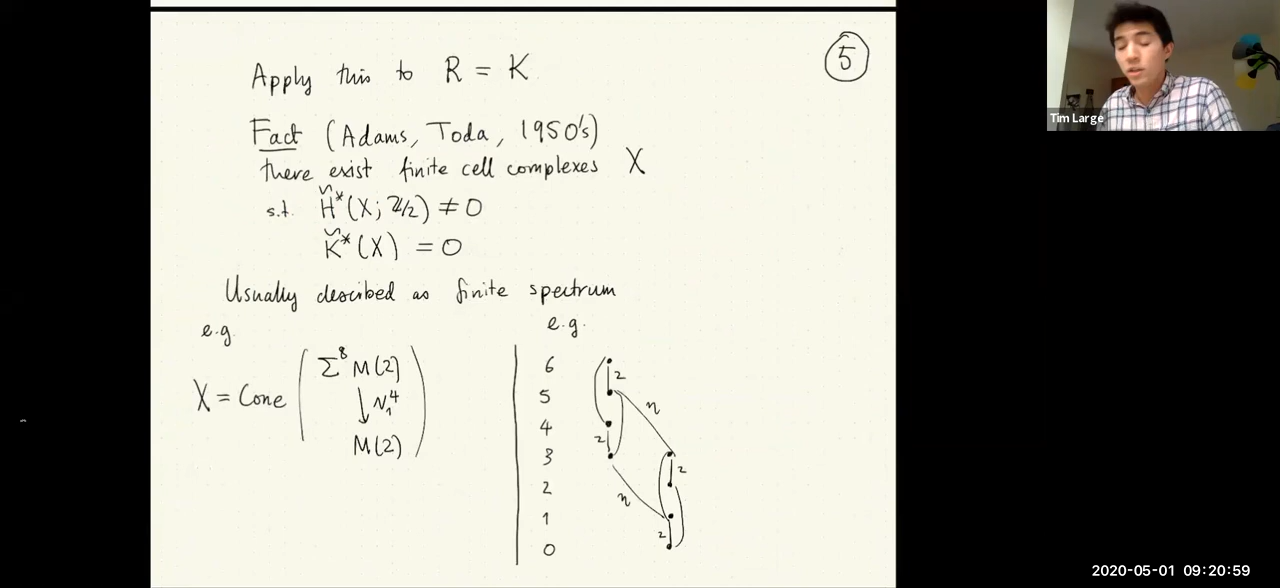 5
Apply this to R = K
Fact (Adams, Toda, 1950's)
there exist finite cell complexes X
s.t. H̃*(X; Z/2) ≠ 0
K̃*(X) = 0
Usually described as finite spectrum
e.g.
X = Cone ( Σ⁸ M(2) ↓ v₁⁴ M(2) )
e.g.
6
5
4
3
2
1
0
2
η
2
2
η
2
Tim Large
2020-05-01 09:20:59